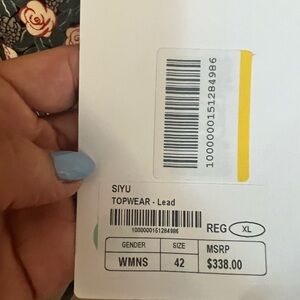 1000000151284986
SIYU
TOPWEAR - Lead
1000000151284986
REG XL
GENDER SIZE MSRP
WMNS 42 $338.00